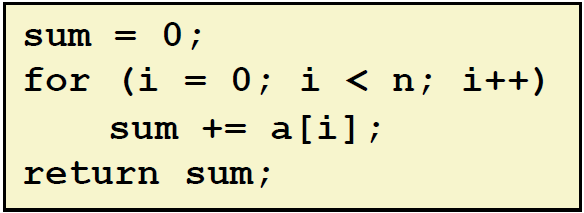 sum = 0;
for (i = 0; i < n; i++)
    sum += a[i];
return sum;